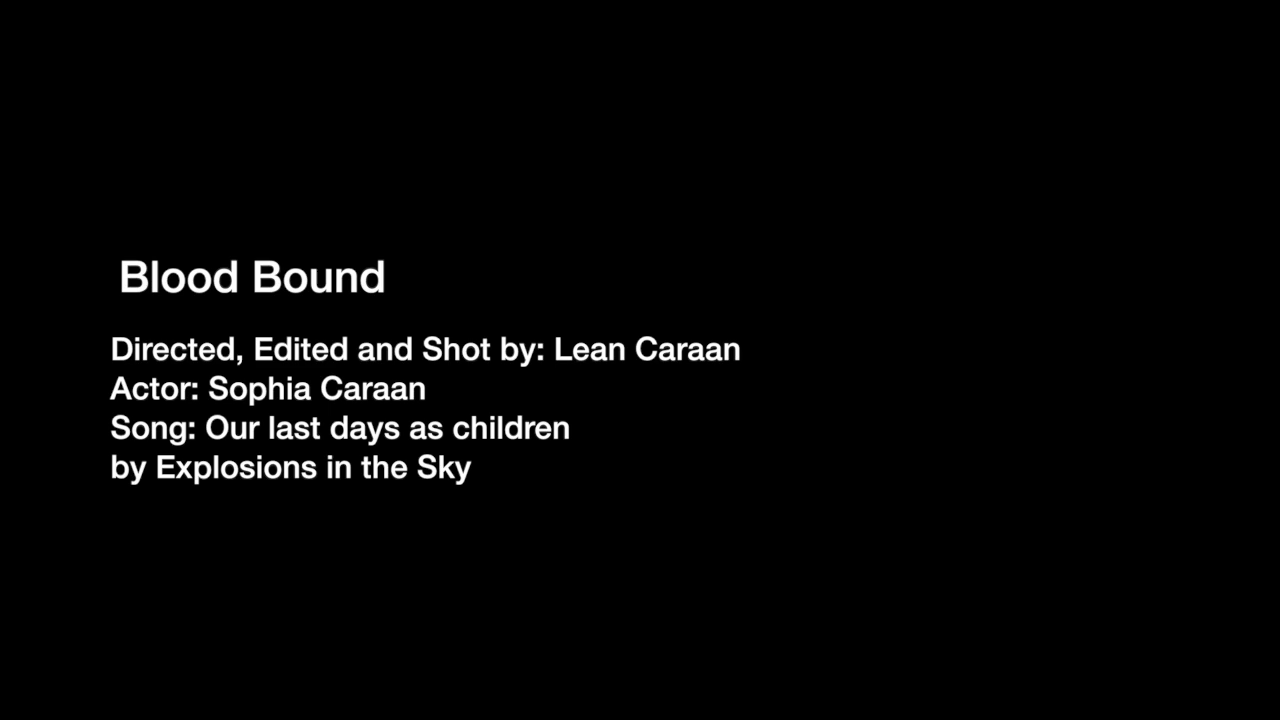 Blood Bound
Directed, Edited and Shot by: Lean Caraan
Actor: Sophia Caraan
Song: Our last days as children
by Explosions in the Sky